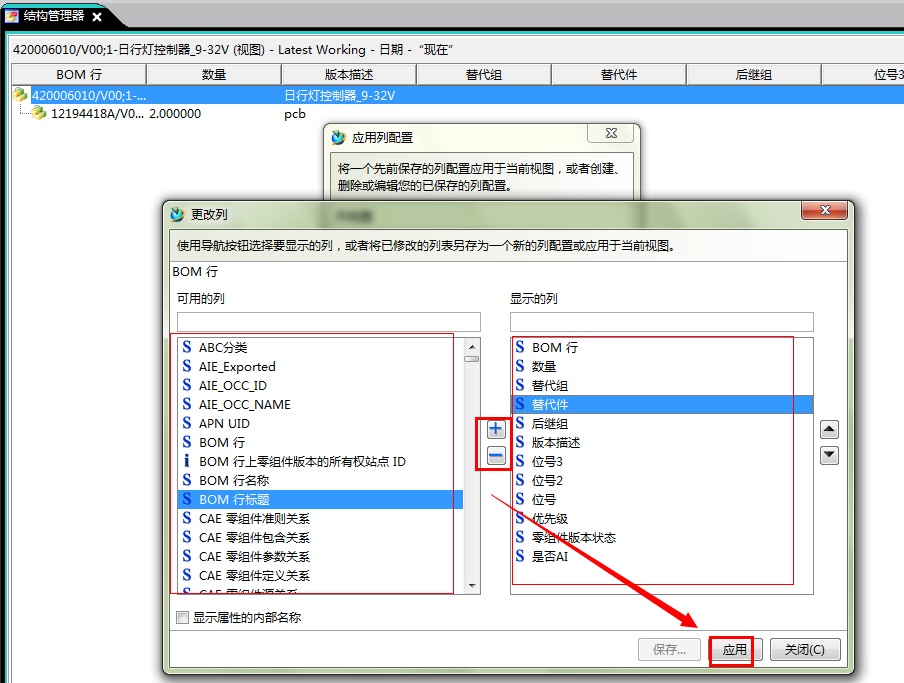 结构管理器
420006010/V00;1-日行灯控制器_9-32V (视图) - Latest Working - 日期 - “现在”
BOM 行 数量 版本描述 替代组 替代件 后继组 位号3
420006010/V00;1-... 日行灯控制器_9-32V
12194418A/V0... 2.000000 pcb
应用列配置
将一个先前保存的列配置应用于当前视图，或者创建、
删除或编辑您的已保存的列配置。
更改列
使用导航按钮选择要显示的列，或者将已修改的列表另存为一个新的列配置或应用于当前视图。
BOM 行
可用的列
ABC分类
AIE_Exported
AIE_OCC_ID
AIE_OCC_NAME
APN UID
BOM 行
BOM 行上零组件版本的所有权站点 ID
BOM 行名称
BOM 行标题
CAE 零组件准则关系
CAE 零组件包含关系
CAE 零组件参数关系
CAE 零组件定义关系
CAE 零组件源关系
显示的列
BOM 行
数量
替代组
替代件
后继组
版本描述
位号3
位号2
位号
优先级
零组件版本状态
是否AI
显示属性的内部名称
保存... 应用 关闭(C)